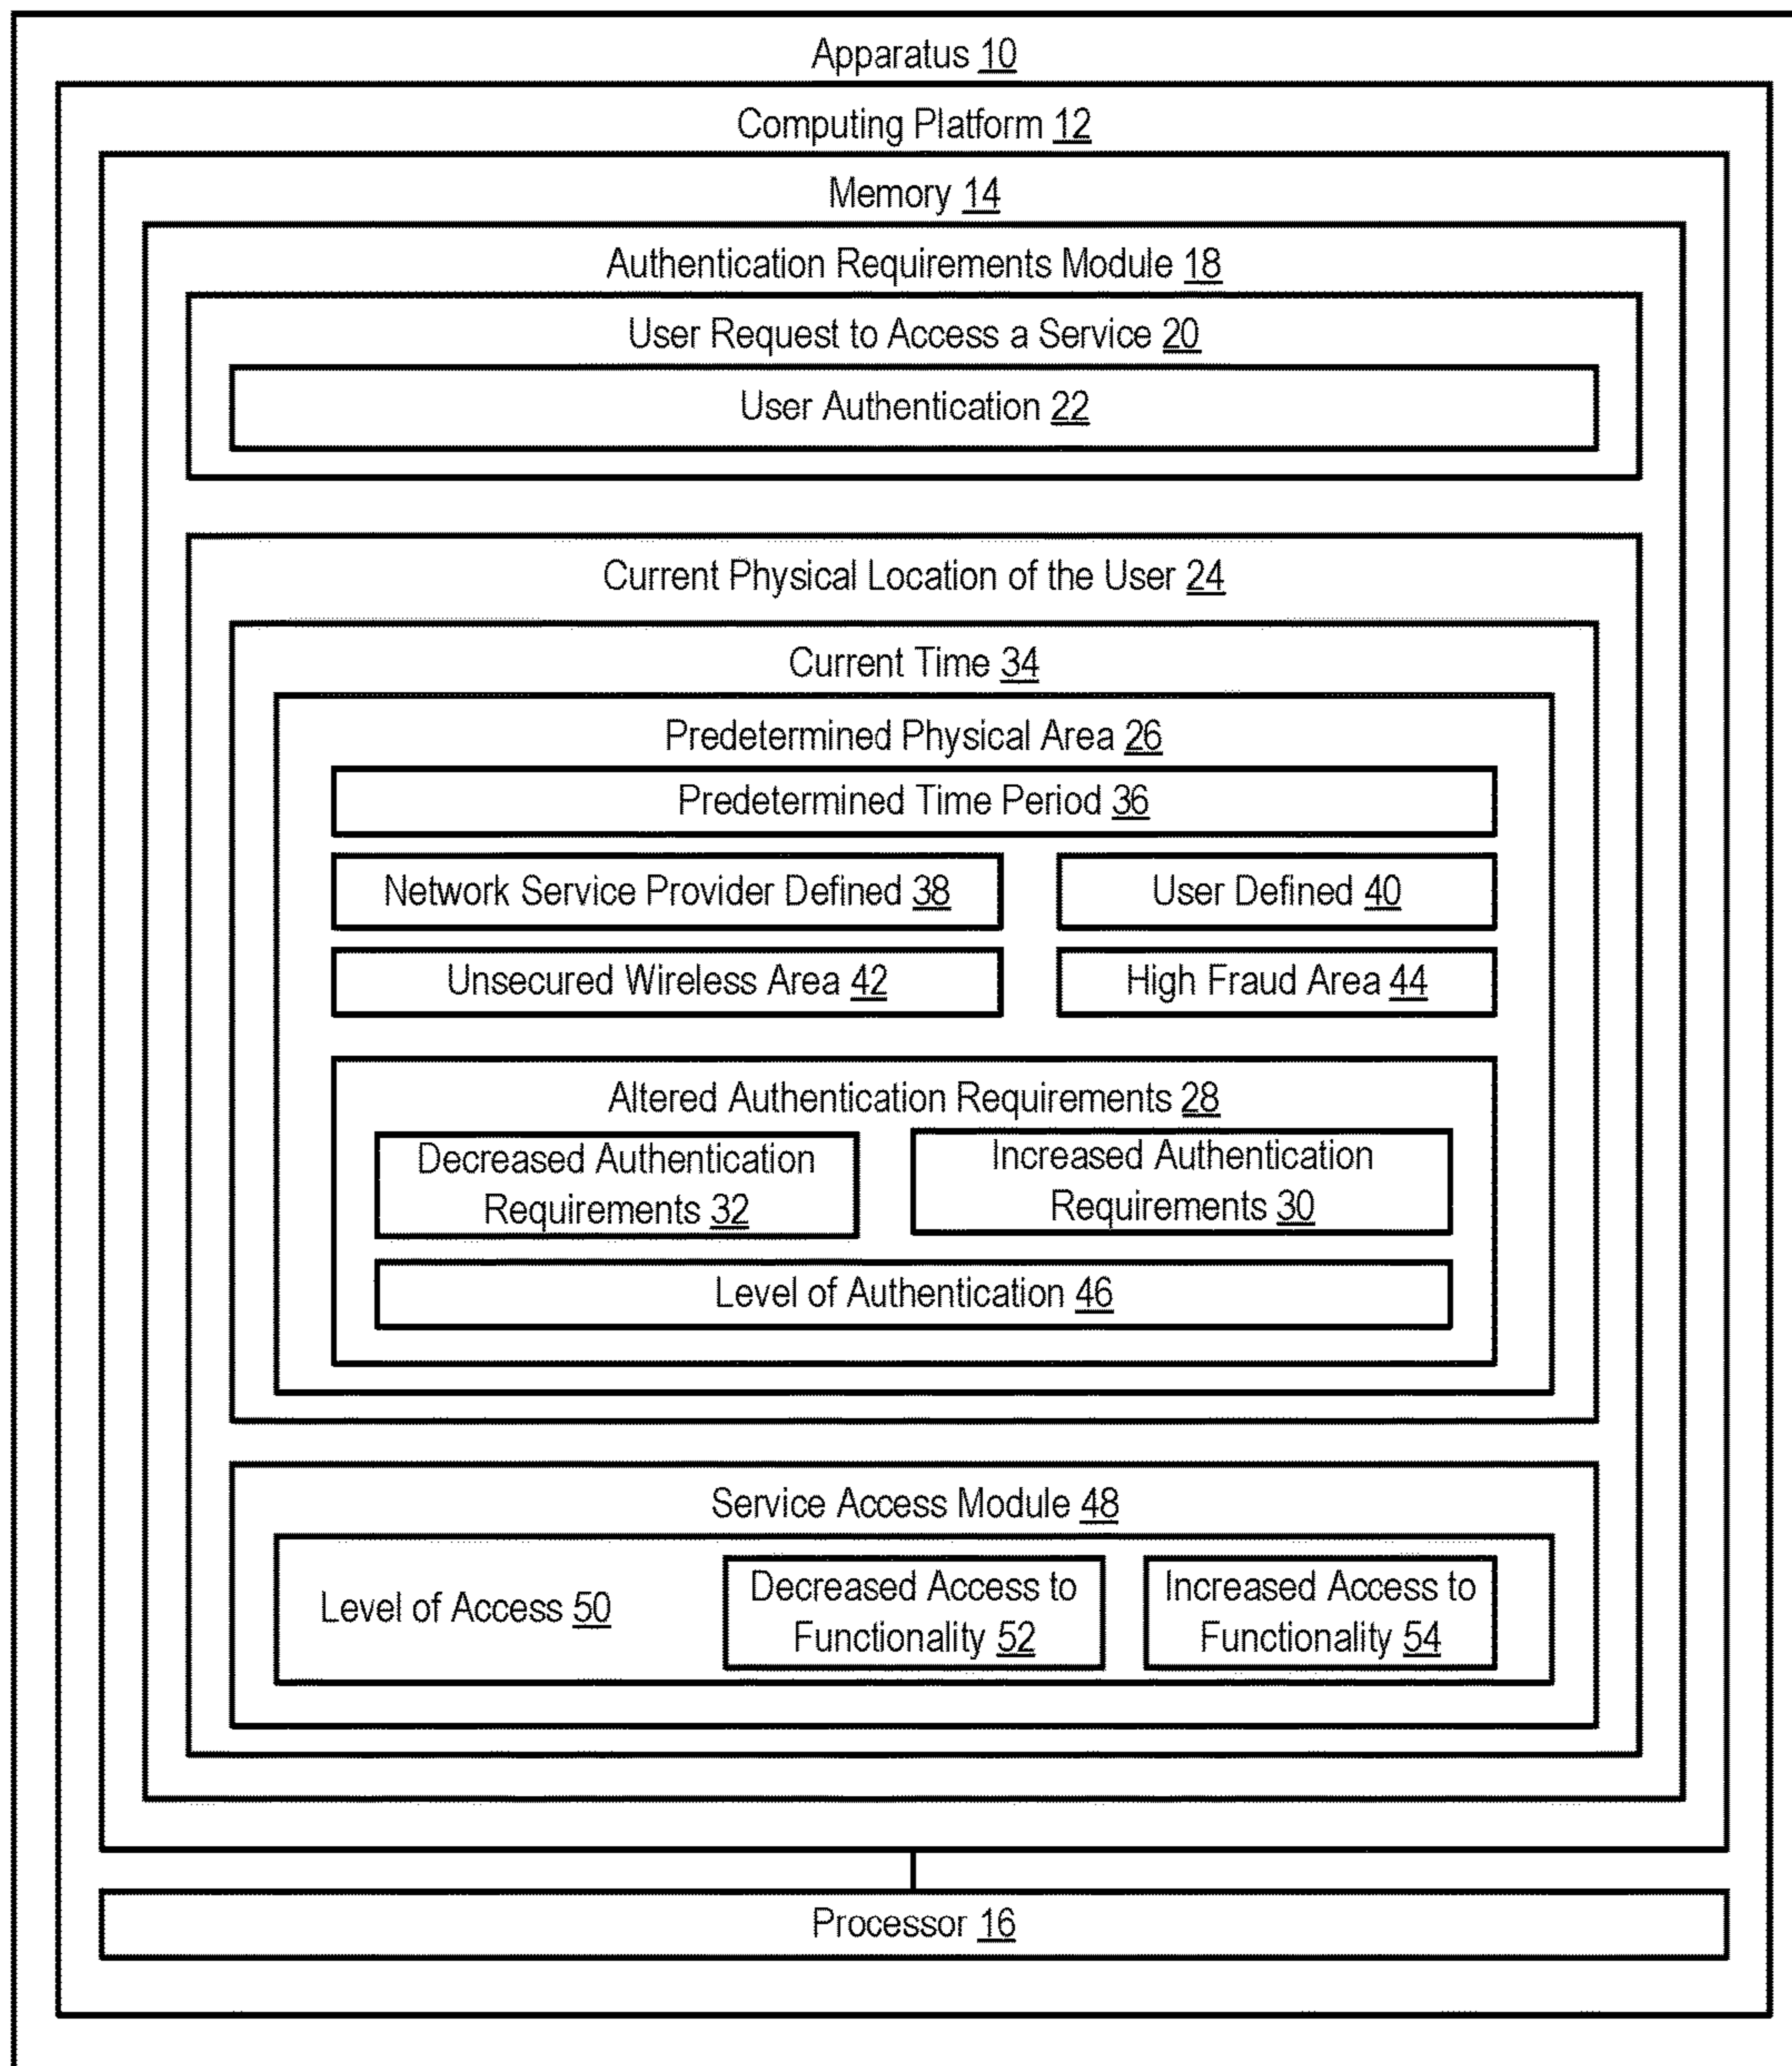 Apparatus 10
Computing Platform 12
Memory 14
Authentication Requirements Module 18
User Request to Access a Service 20
User Authentication 22
Current Physical Location of the User 24
Current Time 34
Predetermined Physical Area 26
Predetermined Time Period 36
Network Service Provider Defined 38
User Defined 40
Unsecured Wireless Area 42
High Fraud Area 44
Altered Authentication Requirements 28
Decreased Authentication
Requirements 32
Increased Authentication
Requirements 30
Level of Authentication 46
Service Access Module 48
Level of Access 50
Decreased Access to
Functionality 52
Increased Access to
Functionality 54
Processor 16